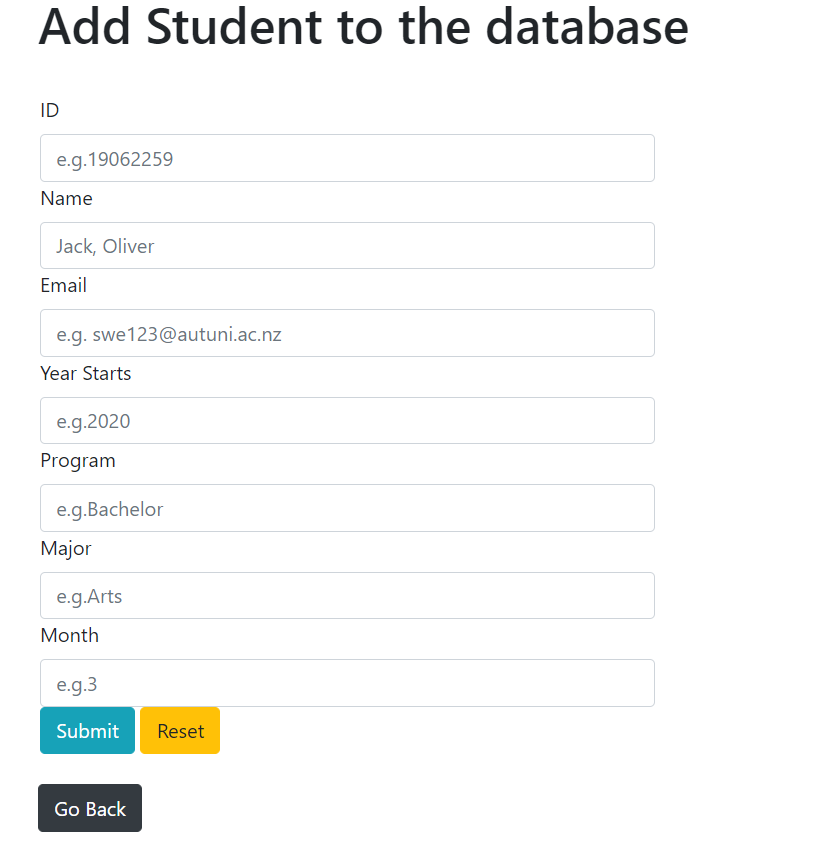 Add Student to the database
ID
e.g.19062259
Name
Jack, Oliver
Email
e.g. swe123@autuni.ac.nz
Year Starts
e.g.2020
Program
e.g.Bachelor
Major
e.g.Arts
Month
e.g.3
Submit Reset
Go Back